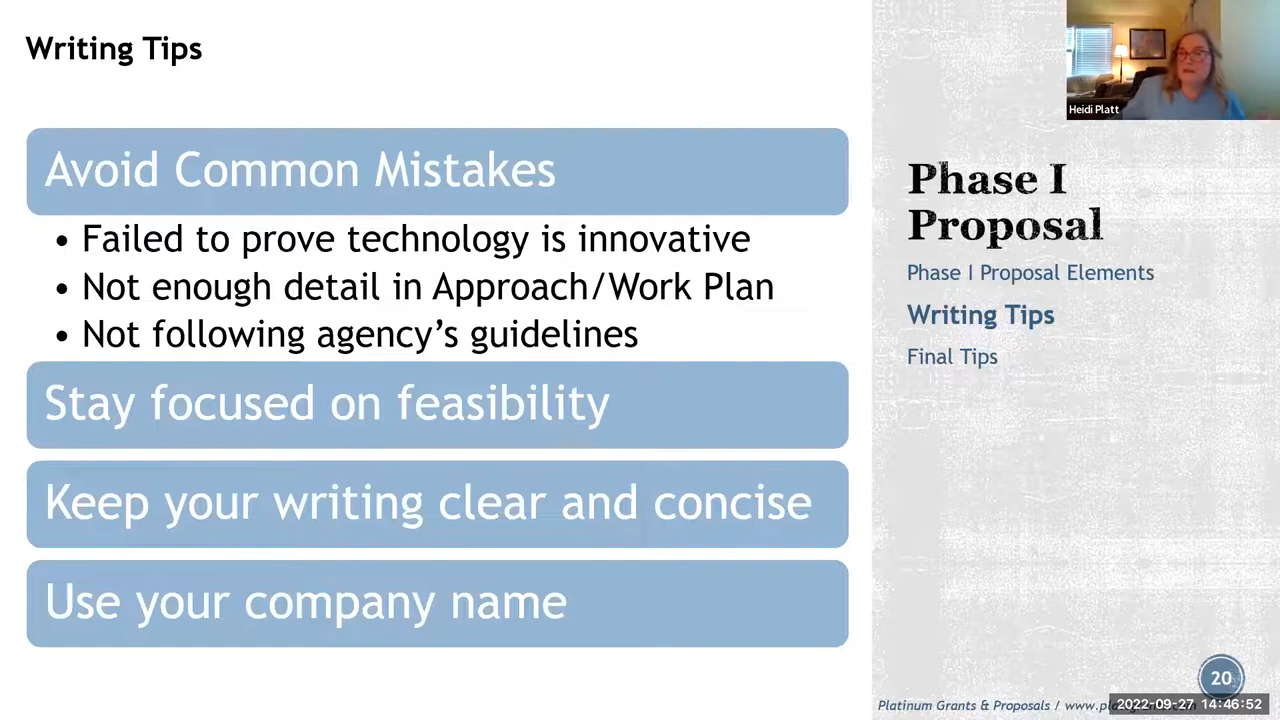 Writing Tips
Avoid Common Mistakes
• Failed to prove technology is innovative
• Not enough detail in Approach/Work Plan
• Not following agency's guidelines
Stay focused on feasibility
Keep your writing clear and concise
Use your company name
Heidi Platt
Phase I
Proposal
Phase I Proposal Elements
Writing Tips
Final Tips
20
Platinum Grants & Proposals / www.
2022-09-27 14:46:52